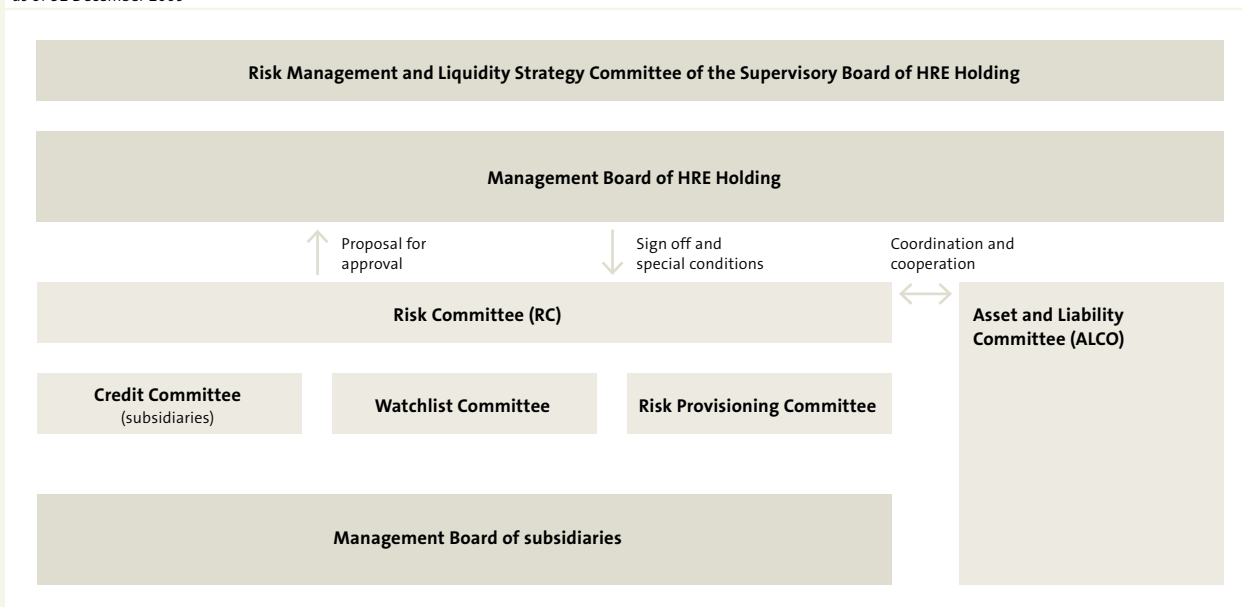 Risk Management and Liquidity Strategy Committee of the Supervisory Board of HRE Holding
Management Board of HRE Holding
Proposal for
approval
Sign off and
special conditions
Coordination and
cooperation
Risk Committee (RC)
Asset and Liability
Committee (ALCO)
Credit Committee
(subsidiaries)
Watchlist Committee
Risk Provisioning Committee
Management Board of subsidiaries